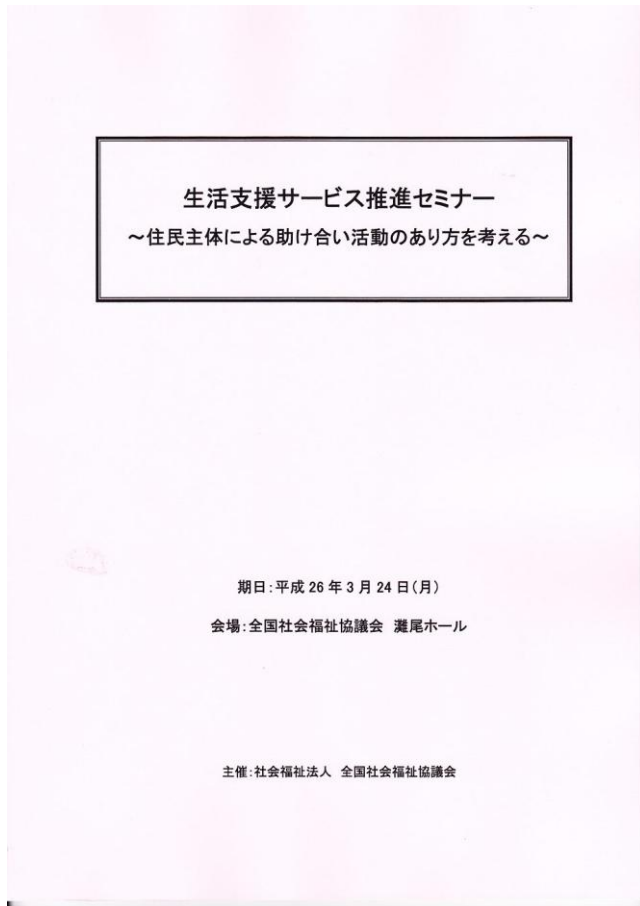 生活支援サービス推進セミナー
～住民主体による助け合い活動のあり方を考える～
期日:平成 26 年 3 月 24 日(月)
会場:全国社会福祉協議会 灘尾ホール
主催:社会福祉法人 全国社会福祉協議会